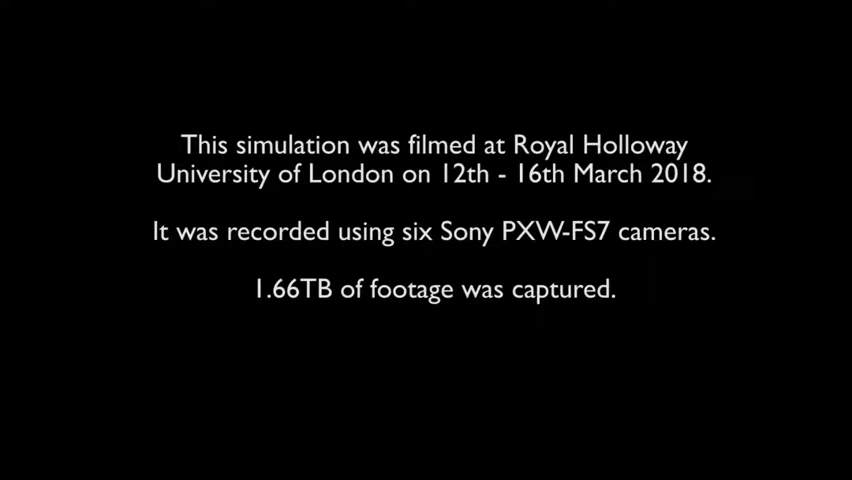 This simulation was filmed at Royal Holloway
University of London on 12th - 16th March 2018.
It was recorded using six Sony PXW-FS7 cameras.
1.66TB of footage was captured.